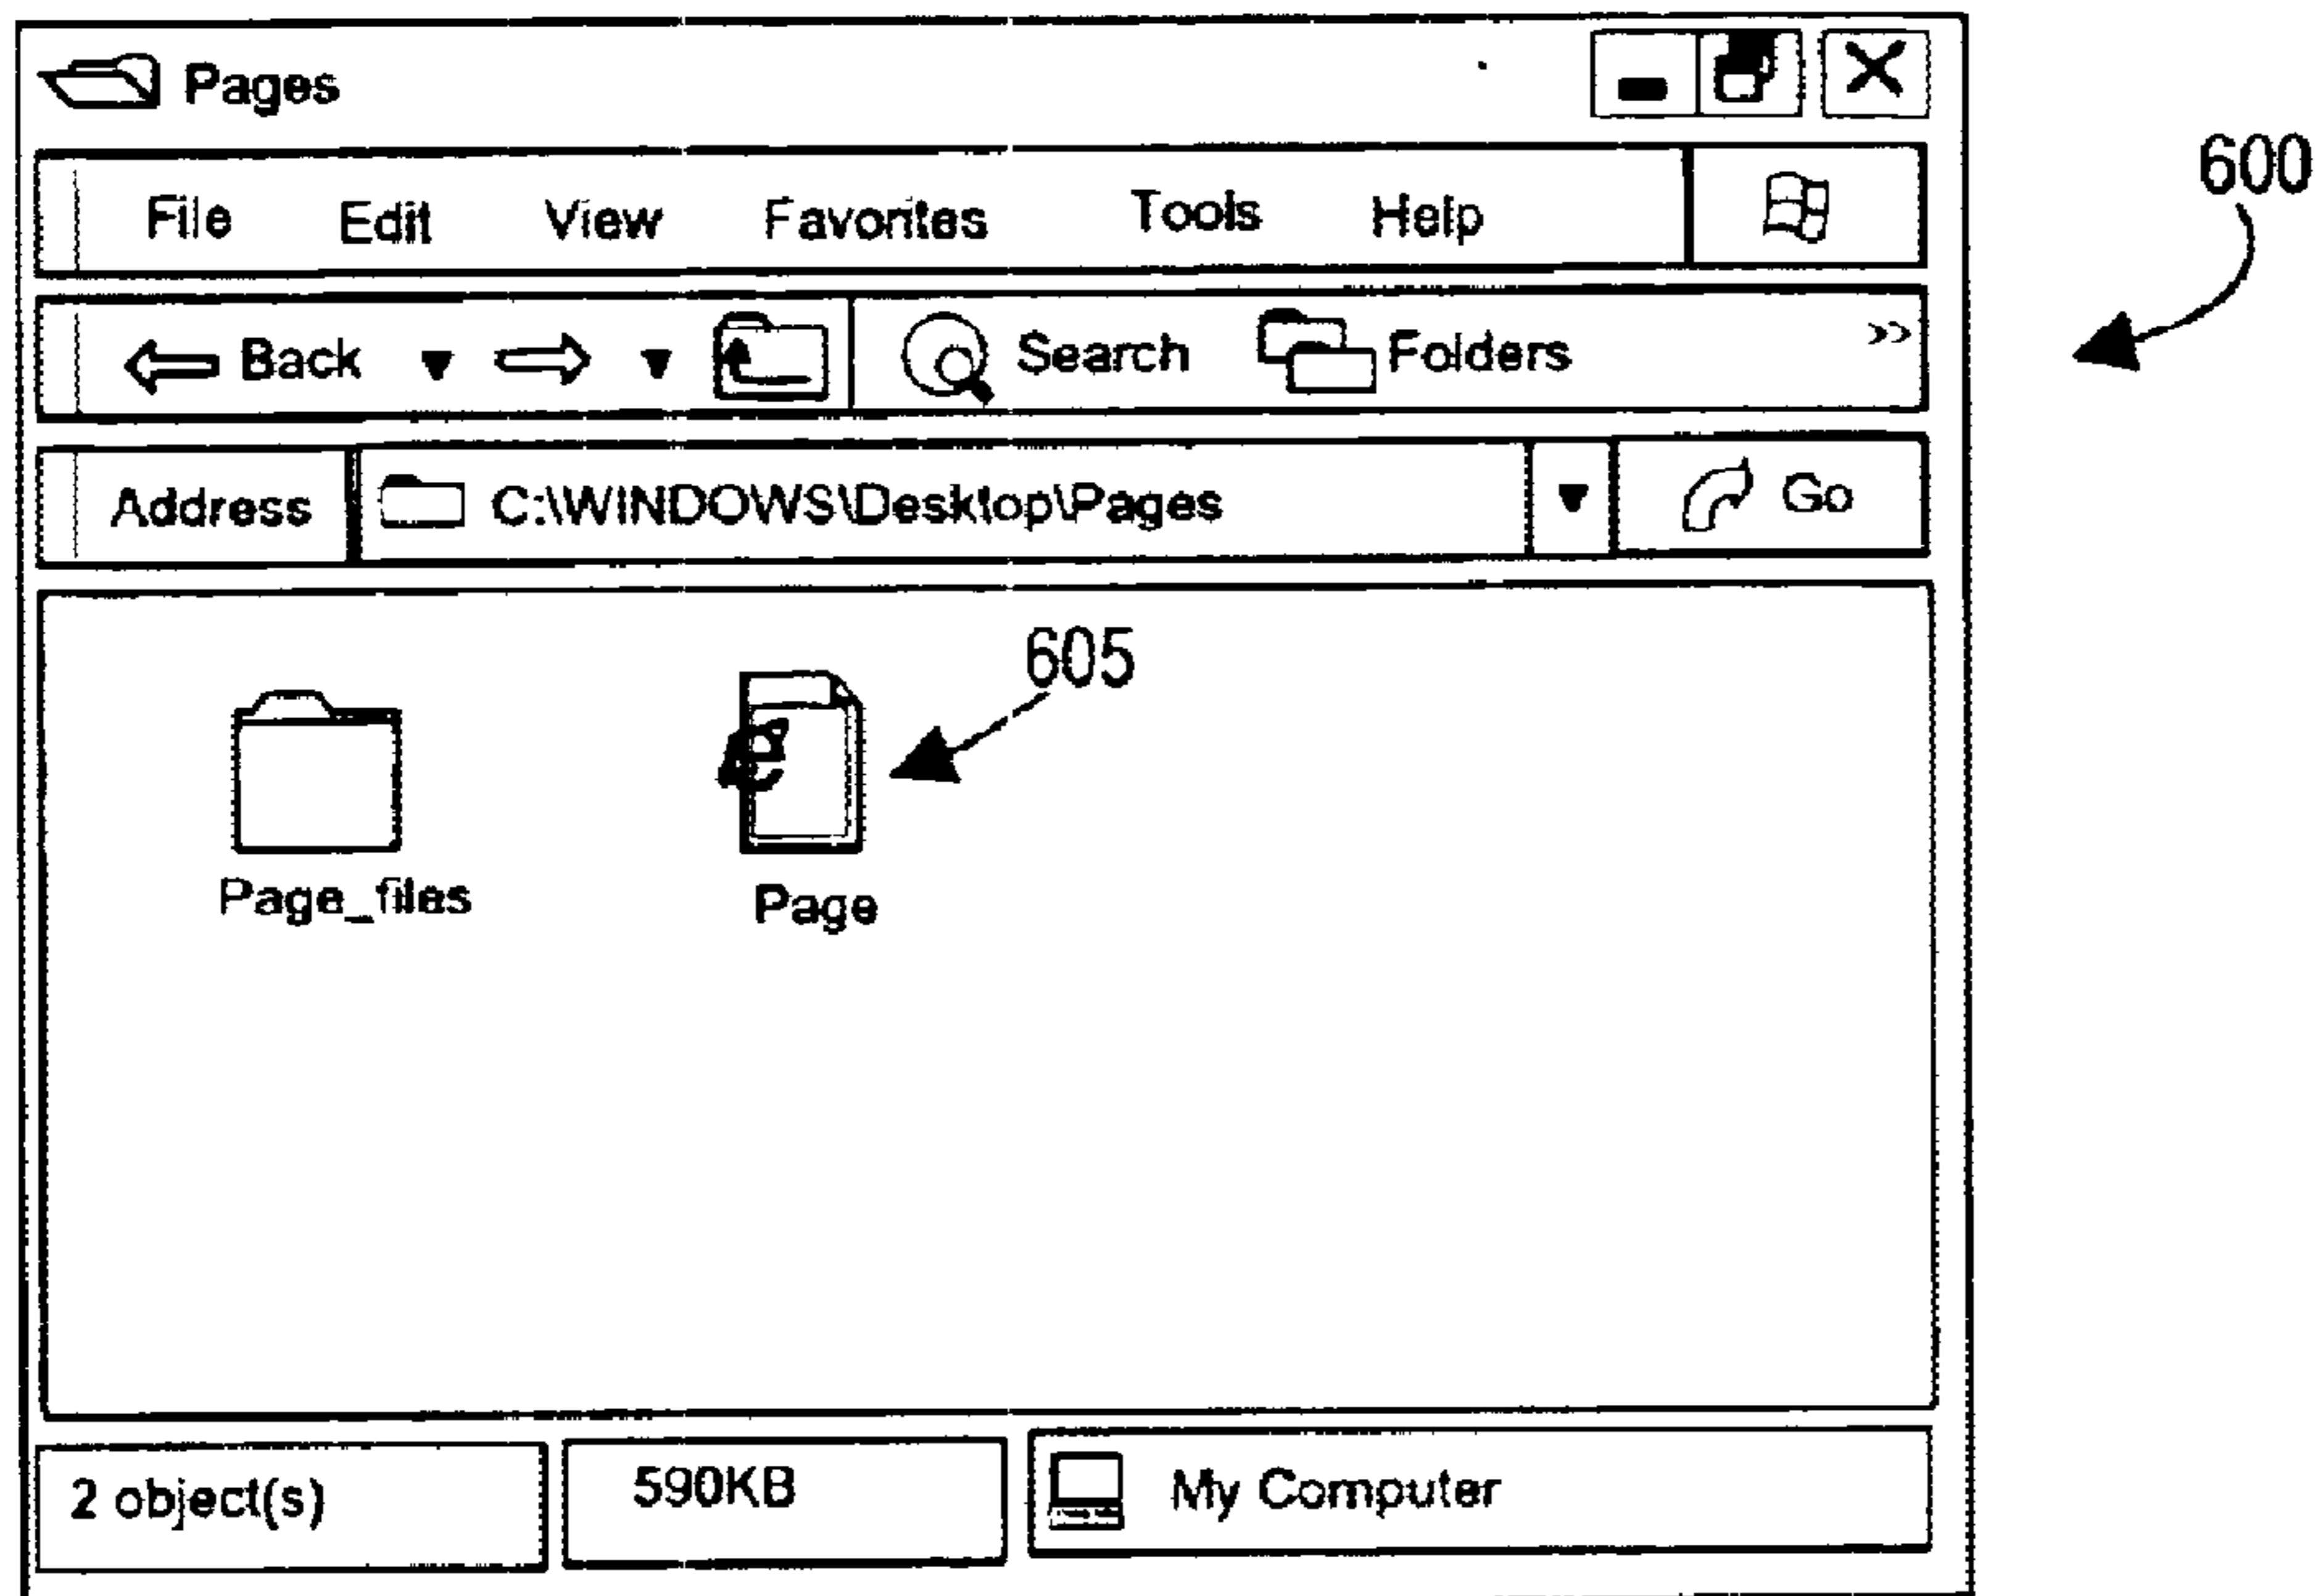 Pages
600
File Edit View Favorites Tools Help
Back Search Folders »
Address C:\WINDOWS\Desktop\Pages Go
605
Page_files Page
2 object(s) 590KB My Computer